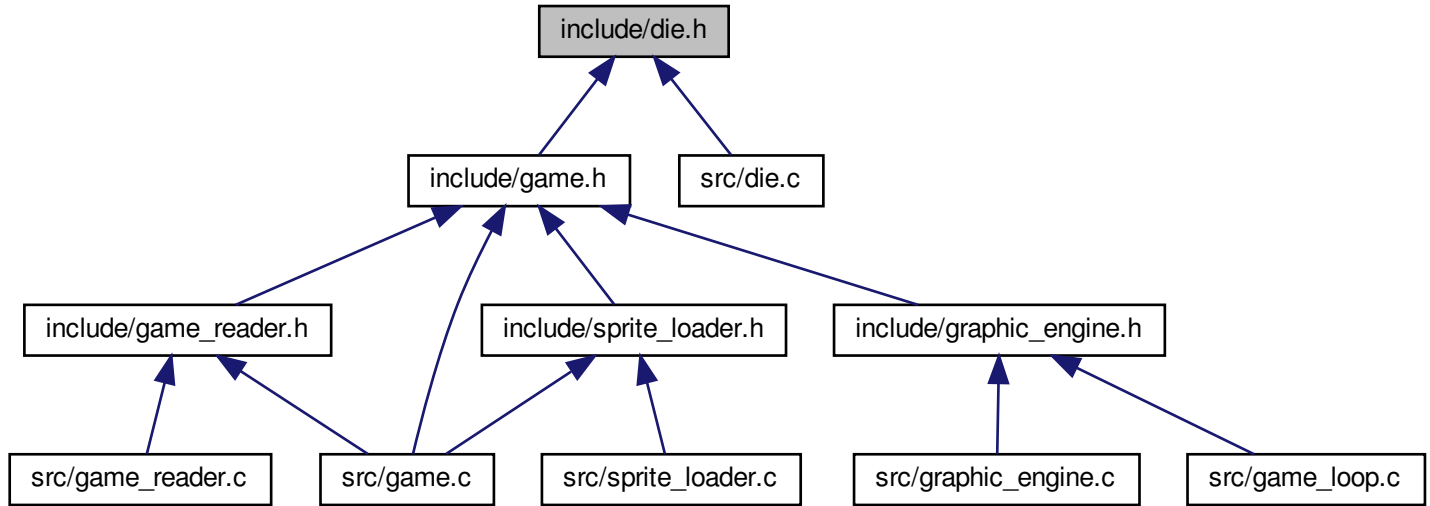 include/die.h
include/game.h
src/die.c
include/game_reader.h
include/sprite_loader.h
include/graphic_engine.h
src/game_reader.c
src/game.c
src/sprite_loader.c
src/graphic_engine.c
src/game_loop.c